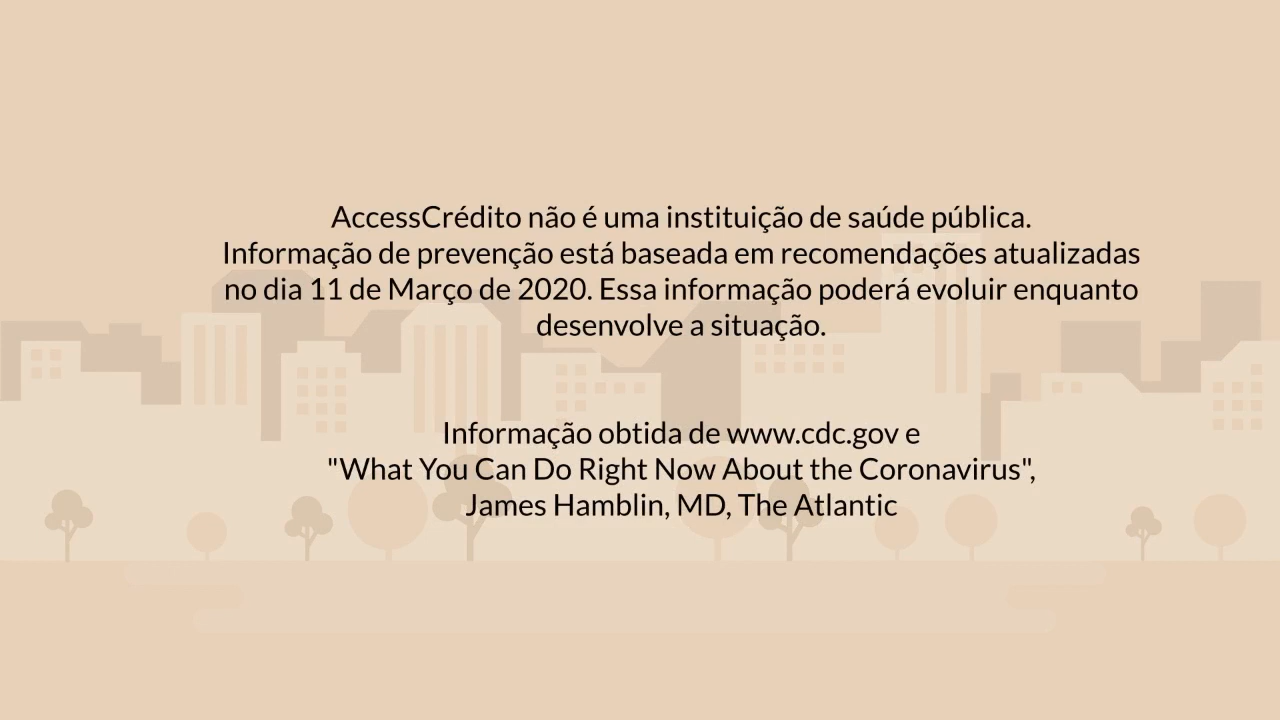 AccessCrédito não é uma instituição de saúde pública.
Informação de prevenção está baseada em recomendações atualizadas
no dia 11 de Março de 2020. Essa informação poderá evoluir enquanto
desenvolve a situação.
Informação obtida de www.cdc.gov e
"What You Can Do Right Now About the Coronavirus",
James Hamblin, MD, The Atlantic